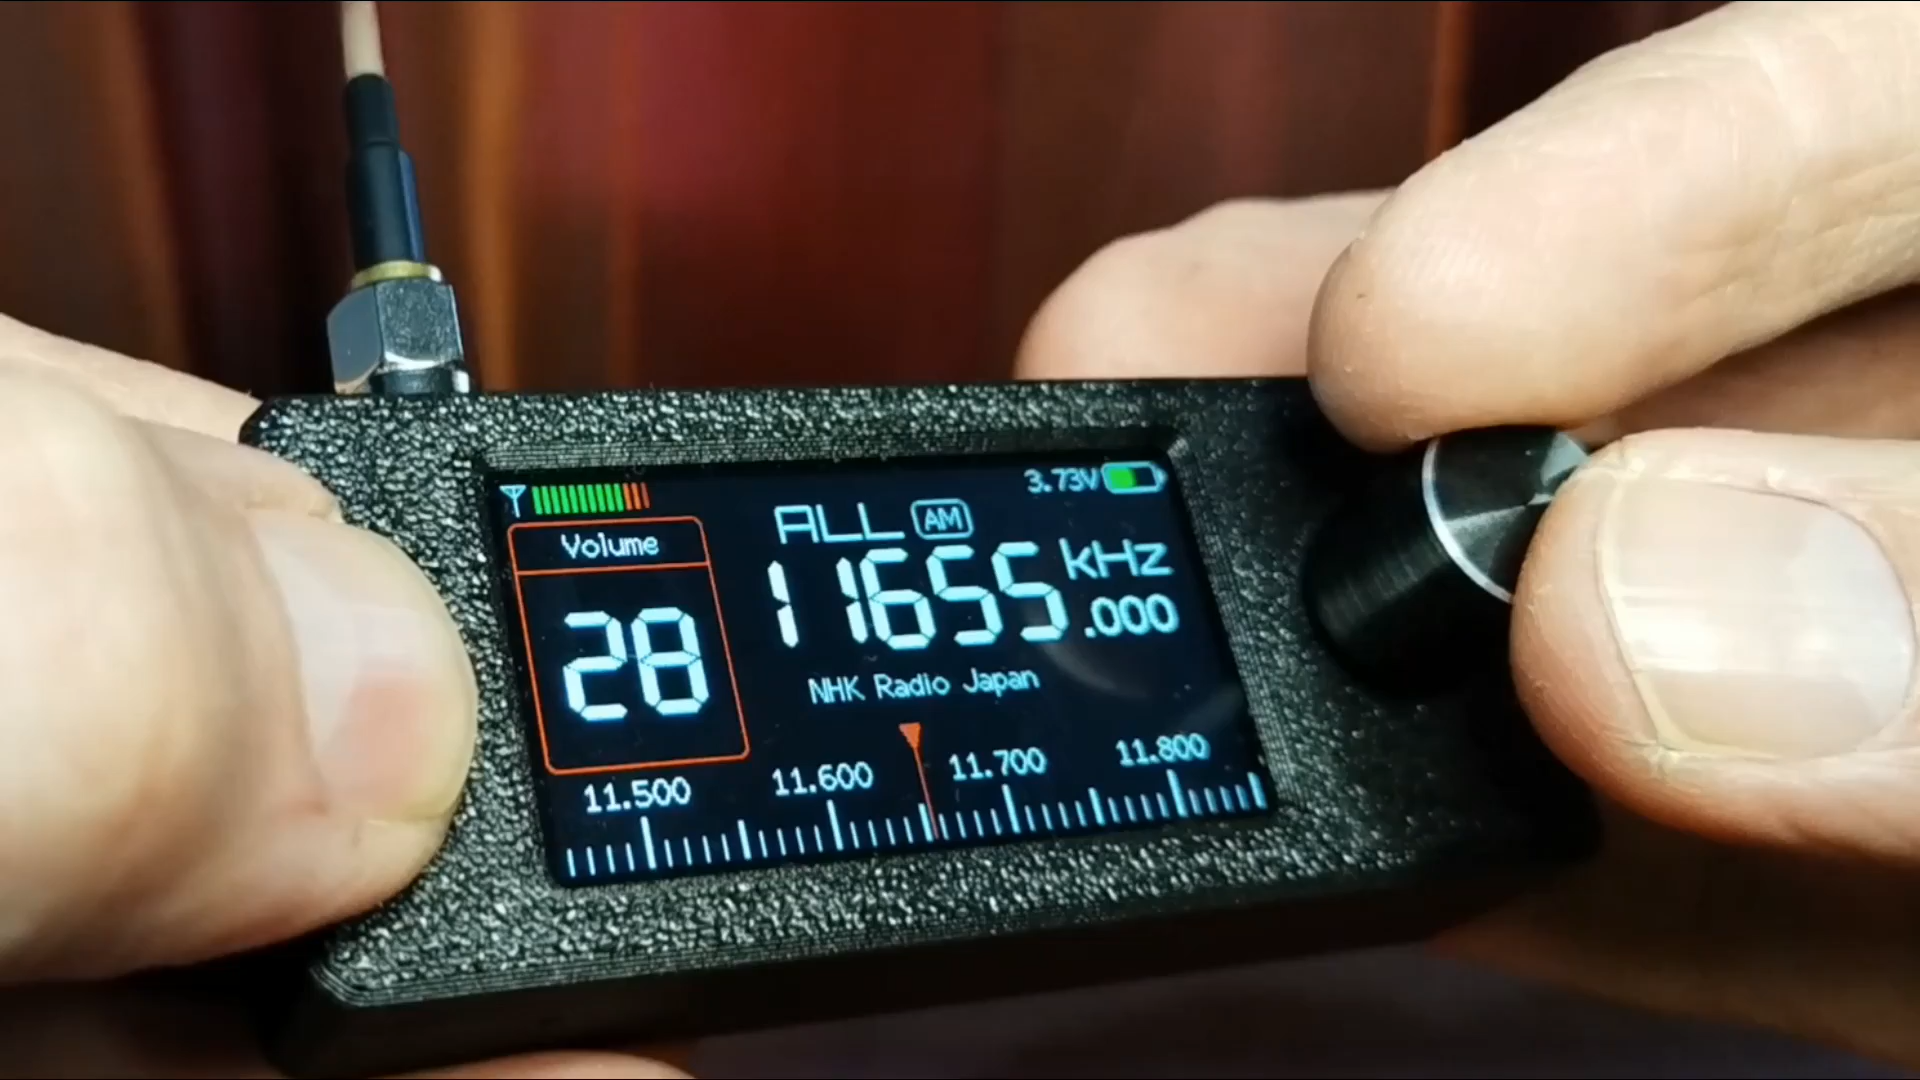 3.73V
ALL AM
Volume
11655 kHz
.000
28
NHK Radio Japan
11.500 11.600 11.700 11.800